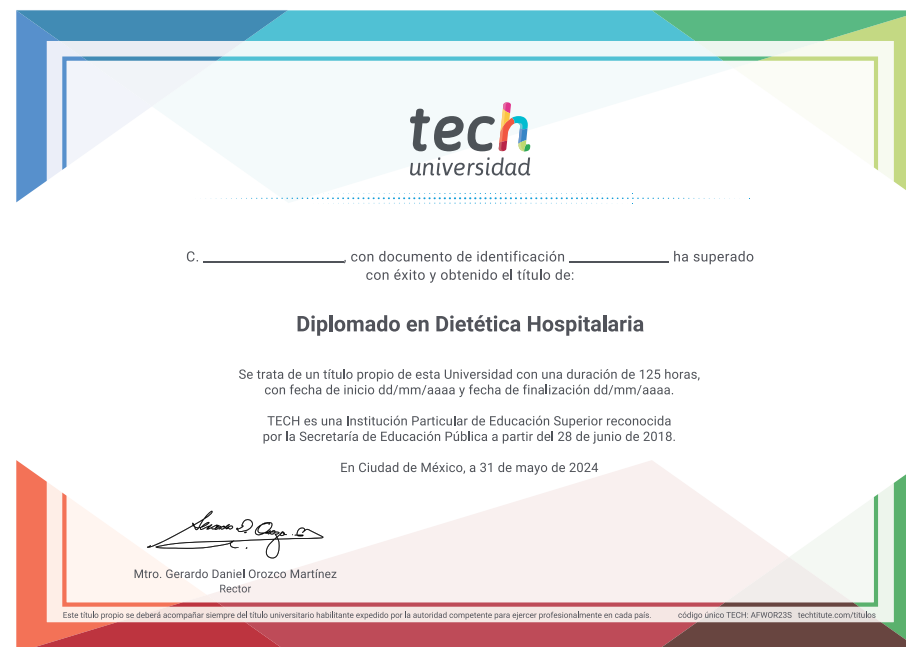 tech
universidad
C. ____________________, con documento de identificación ______________ ha superado
con éxito y obtenido el título de:
Diplomado en Dietética Hospitalaria
Se trata de un título propio de esta Universidad con una duración de 125 horas,
con fecha de inicio dd/mm/aaaa y fecha de finalización dd/mm/aaaa.
TECH es una Institución Particular de Educación Superior reconocida
por la Secretaría de Educación Pública a partir del 28 de junio de 2018.
En Ciudad de México, a 31 de mayo de 2024
Mtro. Gerardo Daniel Orozco Martínez
Rector
Este título propio se deberá acompañar siempre del título universitario habilitante expedido por la autoridad competente para ejercer profesionalmente en cada país. código único TECH: AFWOR23S techtitute.com/titulos